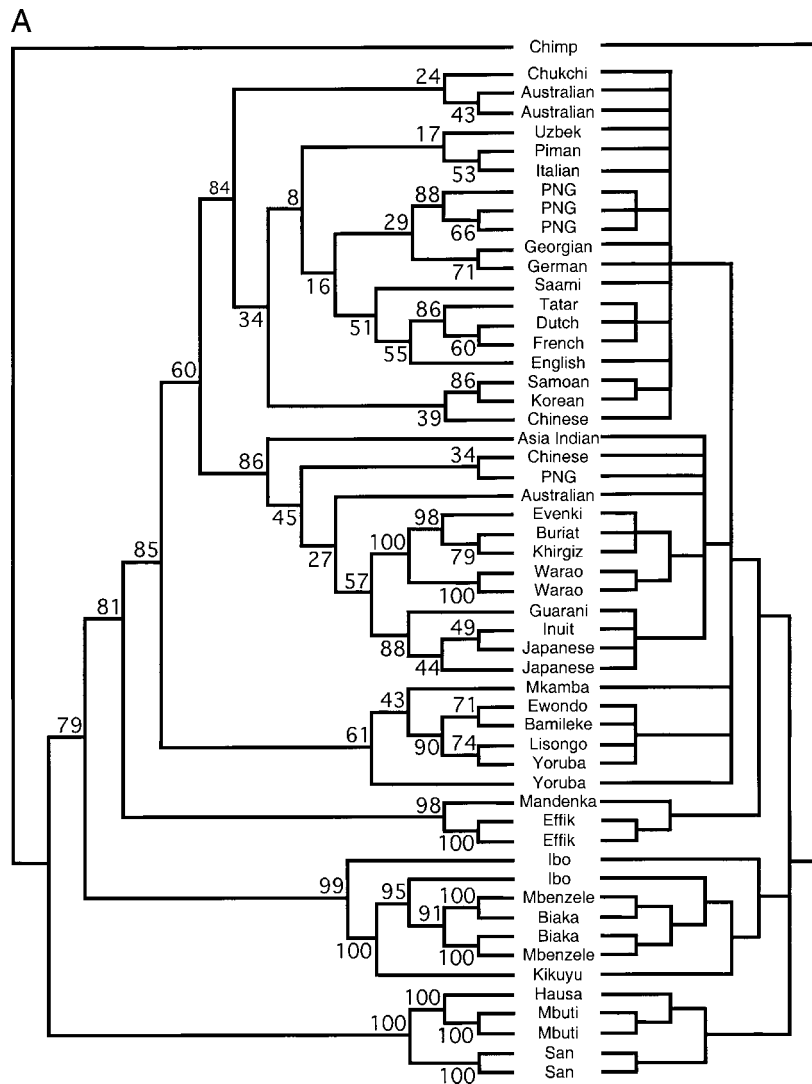 A
Chimp
24 Chukchi
Australian
43 Australian
17 Uzbek
Piman
53 Italian
84 8 88 PNG
PNG
29 66 PNG
Georgian
71 German
16 Saami
86 Tatar
34 51 Dutch
55 60 French
English
60 86 Samoan
Korean
39 Chinese
Asia Indian
86 34 Chinese
PNG
45 Australian
98 Evenki
100 Buriat
27 79 Khirgiz
85 57 Warao
100 Warao
Guarani
81 49 Inuit
88 Japanese
44 Japanese
Mkamba
43 71 Ewondo
79 Bamileke
61 90 74 Lisongo
Yoruba
Yoruba
98 Mandenka
Effik
100 Effik
Ibo
99 95 Ibo
100 Mbenzele
91 Biaka
Biaka
100 100 Mbenzele
Kikuyu
100 Hausa
100 Mbuti
100 Mbuti
San
100 San